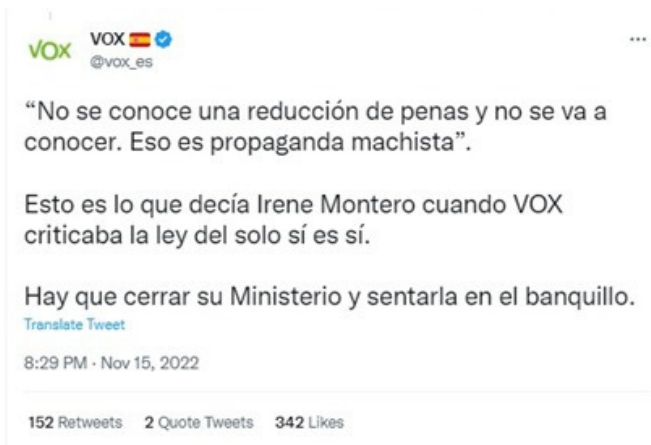 VOX
VOX
@vox_es
“No se conoce una reducción de penas y no se va a
conocer. Eso es propaganda machista”.
Esto es lo que decía Irene Montero cuando VOX
criticaba la ley del solo sí es sí.
Hay que cerrar su Ministerio y sentarla en el banquillo.
Translate Tweet
8:29 PM · Nov 15, 2022
152 Retweets 2 Quote Tweets 342 Likes